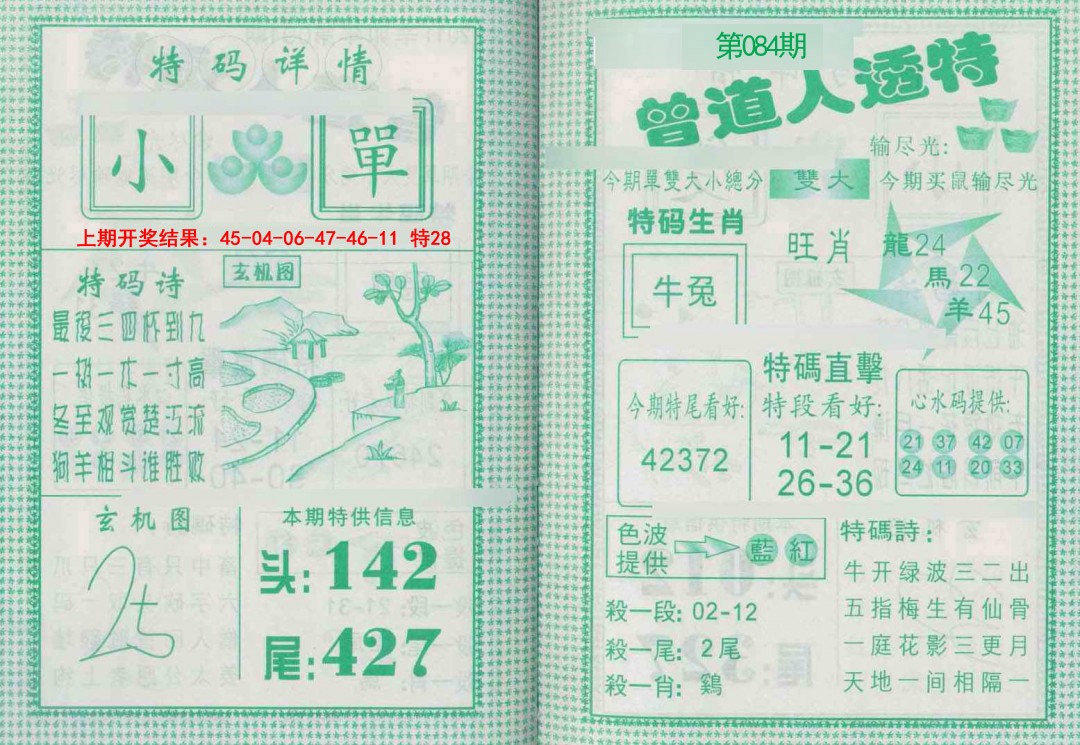 特码详情
小 單
上期开奖结果：45-04-06-47-46-11 特28
特码诗
玄机图
最後三四杯到九
一扨一木一寸高
冬至观赏楚江流
狗羊相斗谁胜败
玄机图
本期特供信息
头:142
尾:427
第084期
曾道人透特
输尽光:
今期單雙大小總分 雙大
今期买鼠输尽光
特码生肖
牛兔
旺肖
龍24
馬22
羊45
今期特尾看好:
42372
特碼直擊
特段看好:
11-21
26-36
心水码提供:
21 37 42 07
24 11 20 33
色波
提供
藍 紅
殺一段: 02-12
殺一尾: 2尾
殺一肖: 鷄
特碼詩:
牛开绿波三二出
五指梅生有仙骨
一庭花影三更月
天地一间相隔一